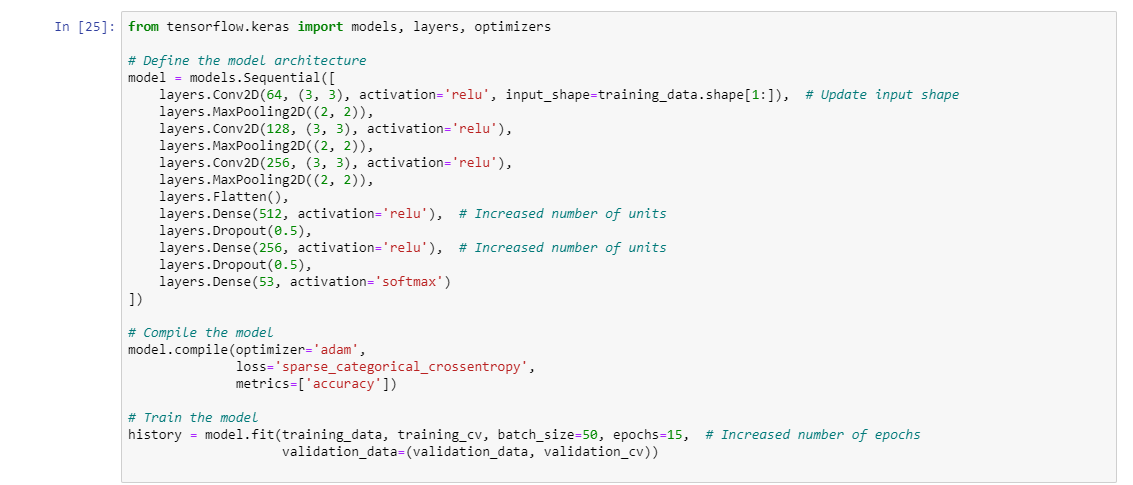 In [25]: from tensorflow.keras import models, layers, optimizers
# Define the model architecture
model = models.Sequential([
    layers.Conv2D(64, (3, 3), activation='relu', input_shape=training_data.shape[1:]),  # Update input shape
    layers.MaxPooling2D((2, 2)),
    layers.Conv2D(128, (3, 3), activation='relu'),
    layers.MaxPooling2D((2, 2)),
    layers.Conv2D(256, (3, 3), activation='relu'),
    layers.MaxPooling2D((2, 2)),
    layers.Flatten(),
    layers.Dense(512, activation='relu'),  # Increased number of units
    layers.Dropout(0.5),
    layers.Dense(256, activation='relu'),  # Increased number of units
    layers.Dropout(0.5),
    layers.Dense(53, activation='softmax')
])
# Compile the model
model.compile(optimizer='adam',
              loss='sparse_categorical_crossentropy',
              metrics=['accuracy'])
# Train the model
history = model.fit(training_data, training_cv, batch_size=50, epochs=15,  # Increased number of epochs
                    validation_data=(validation_data, validation_cv))